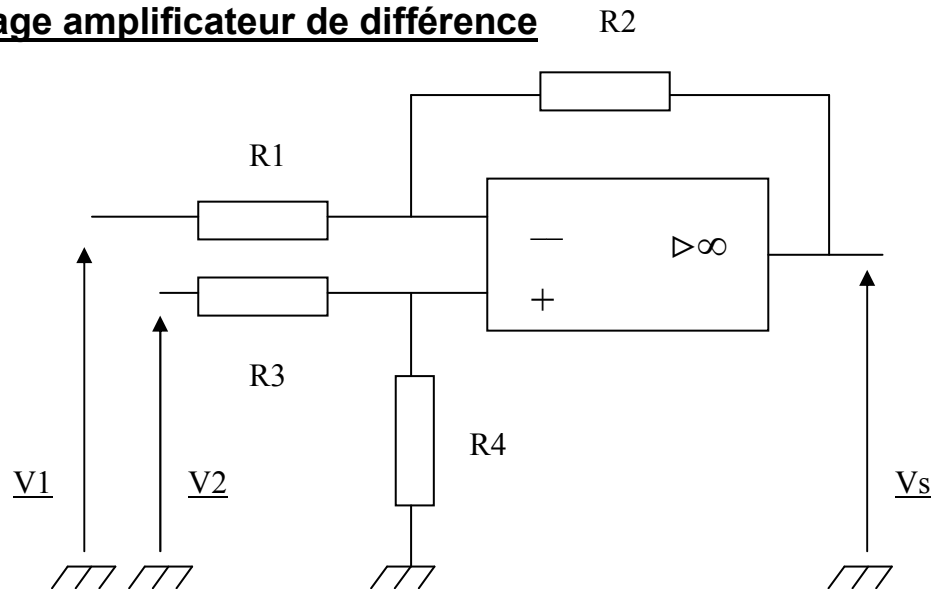 age amplificateur de différence
R2
R1
— ▷∞
+
R3
R4
V1
V2
Vs